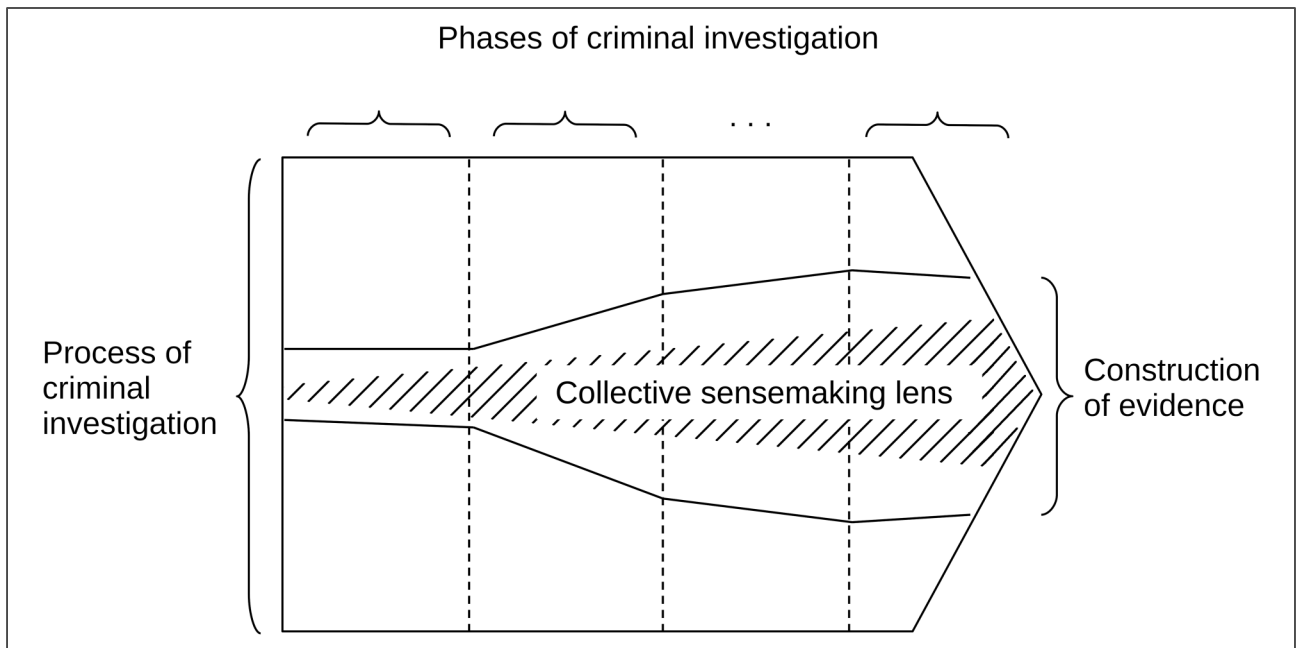 Phases of criminal investigation
. . .
Process of
criminal
investigation
Collective sensemaking lens
Construction
of evidence